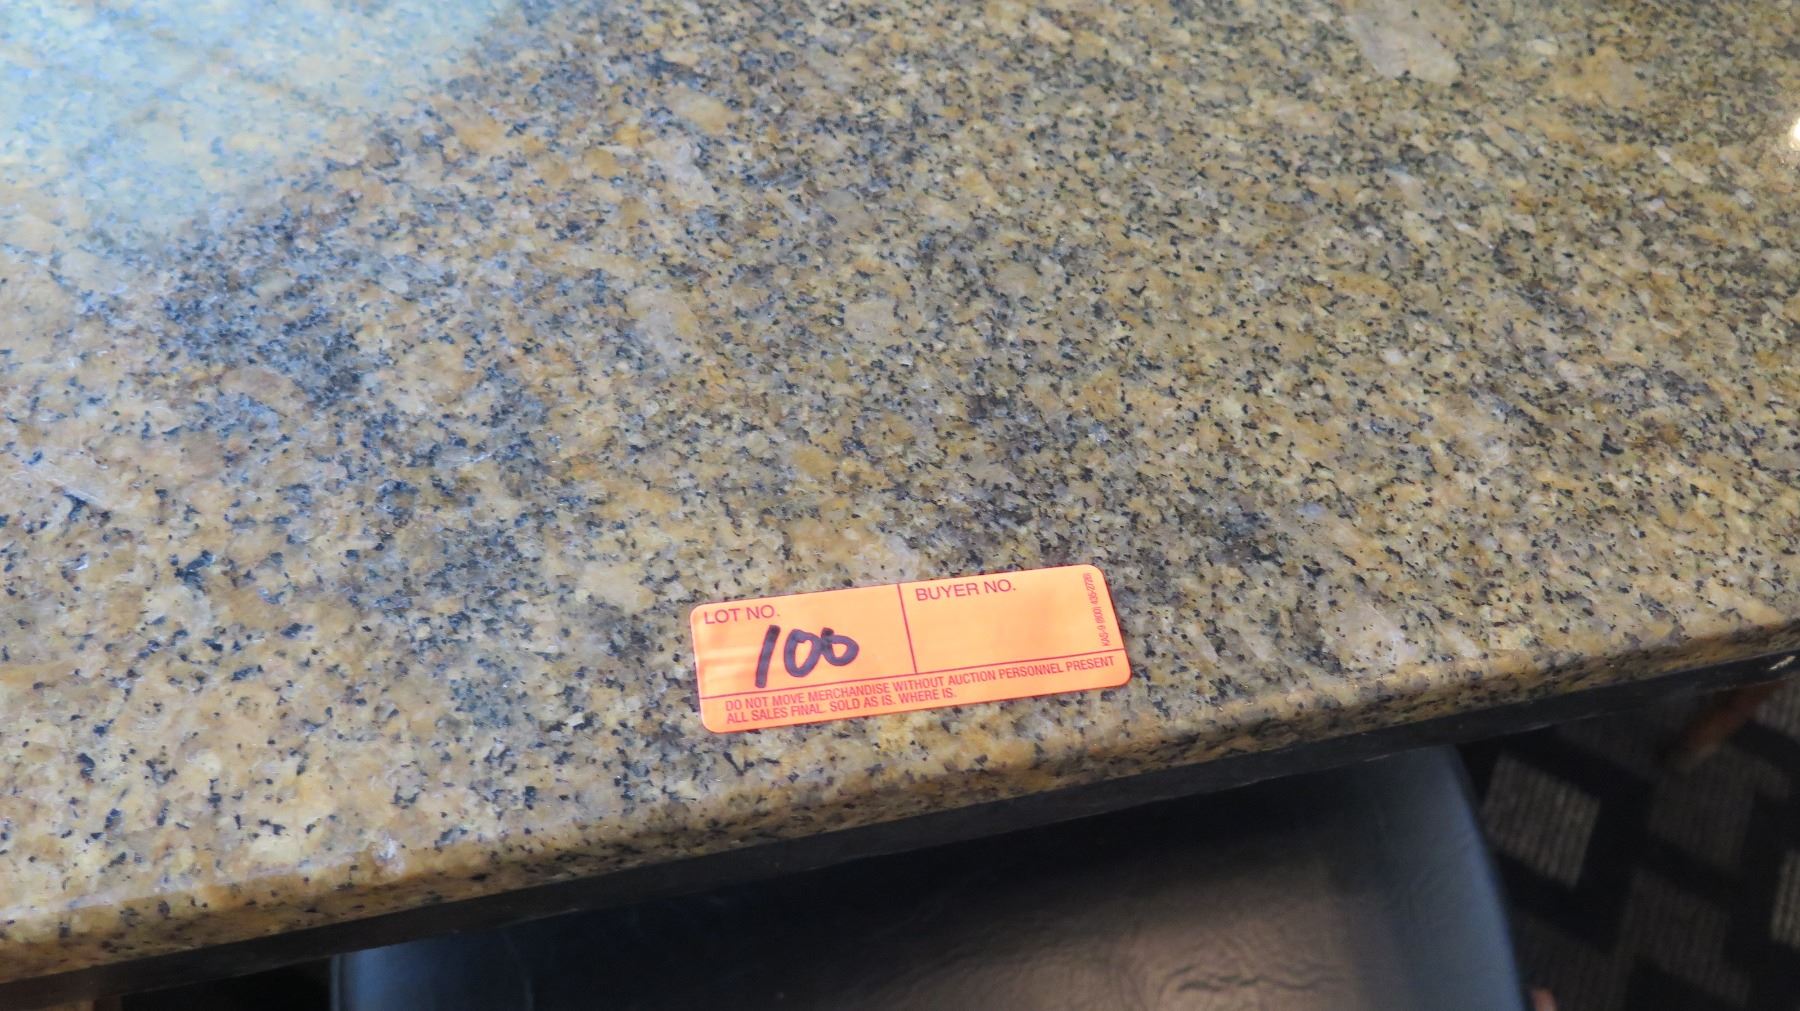 LOT NO.
100
BUYER NO.
DO NOT MOVE MERCHANDISE WITHOUT AUCTION PERSONNEL PRESENT
ALL SALES FINAL. SOLD AS IS. WHERE IS.